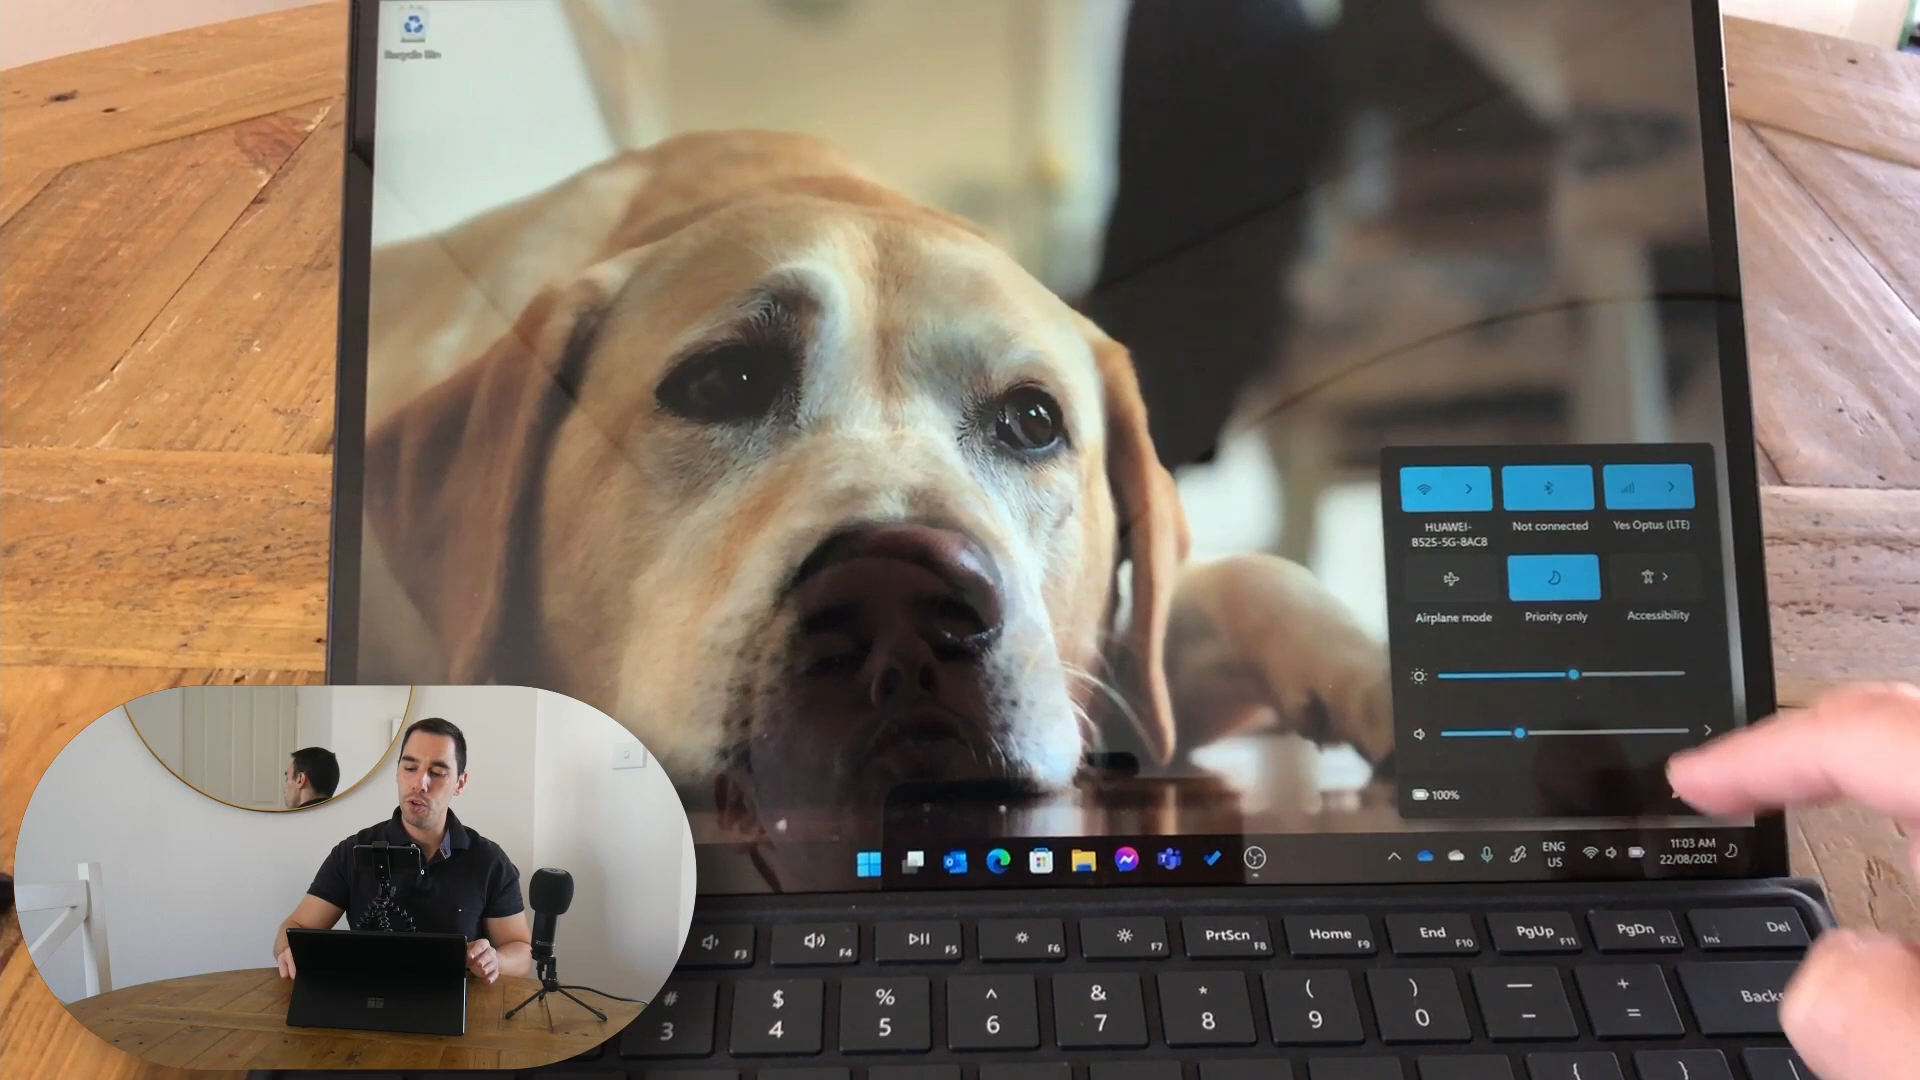 Recycle Bin
HUAWEI-
B525-5G-8AC8
Not connected
Yes Optus (LTE)
Airplane mode
Priority only
Accessibility
100%
ENG
US
11:03 AM
22/08/2021
F3
F4
F5
F6
F7
PrtScn F8
Home F9
End F10
PgUp F11
PgDn F12
Ins Del
# 3
$ 4
% 5
^ 6
& 7
* 8
( 9
) 0
— -
+ =
Backs
{
}